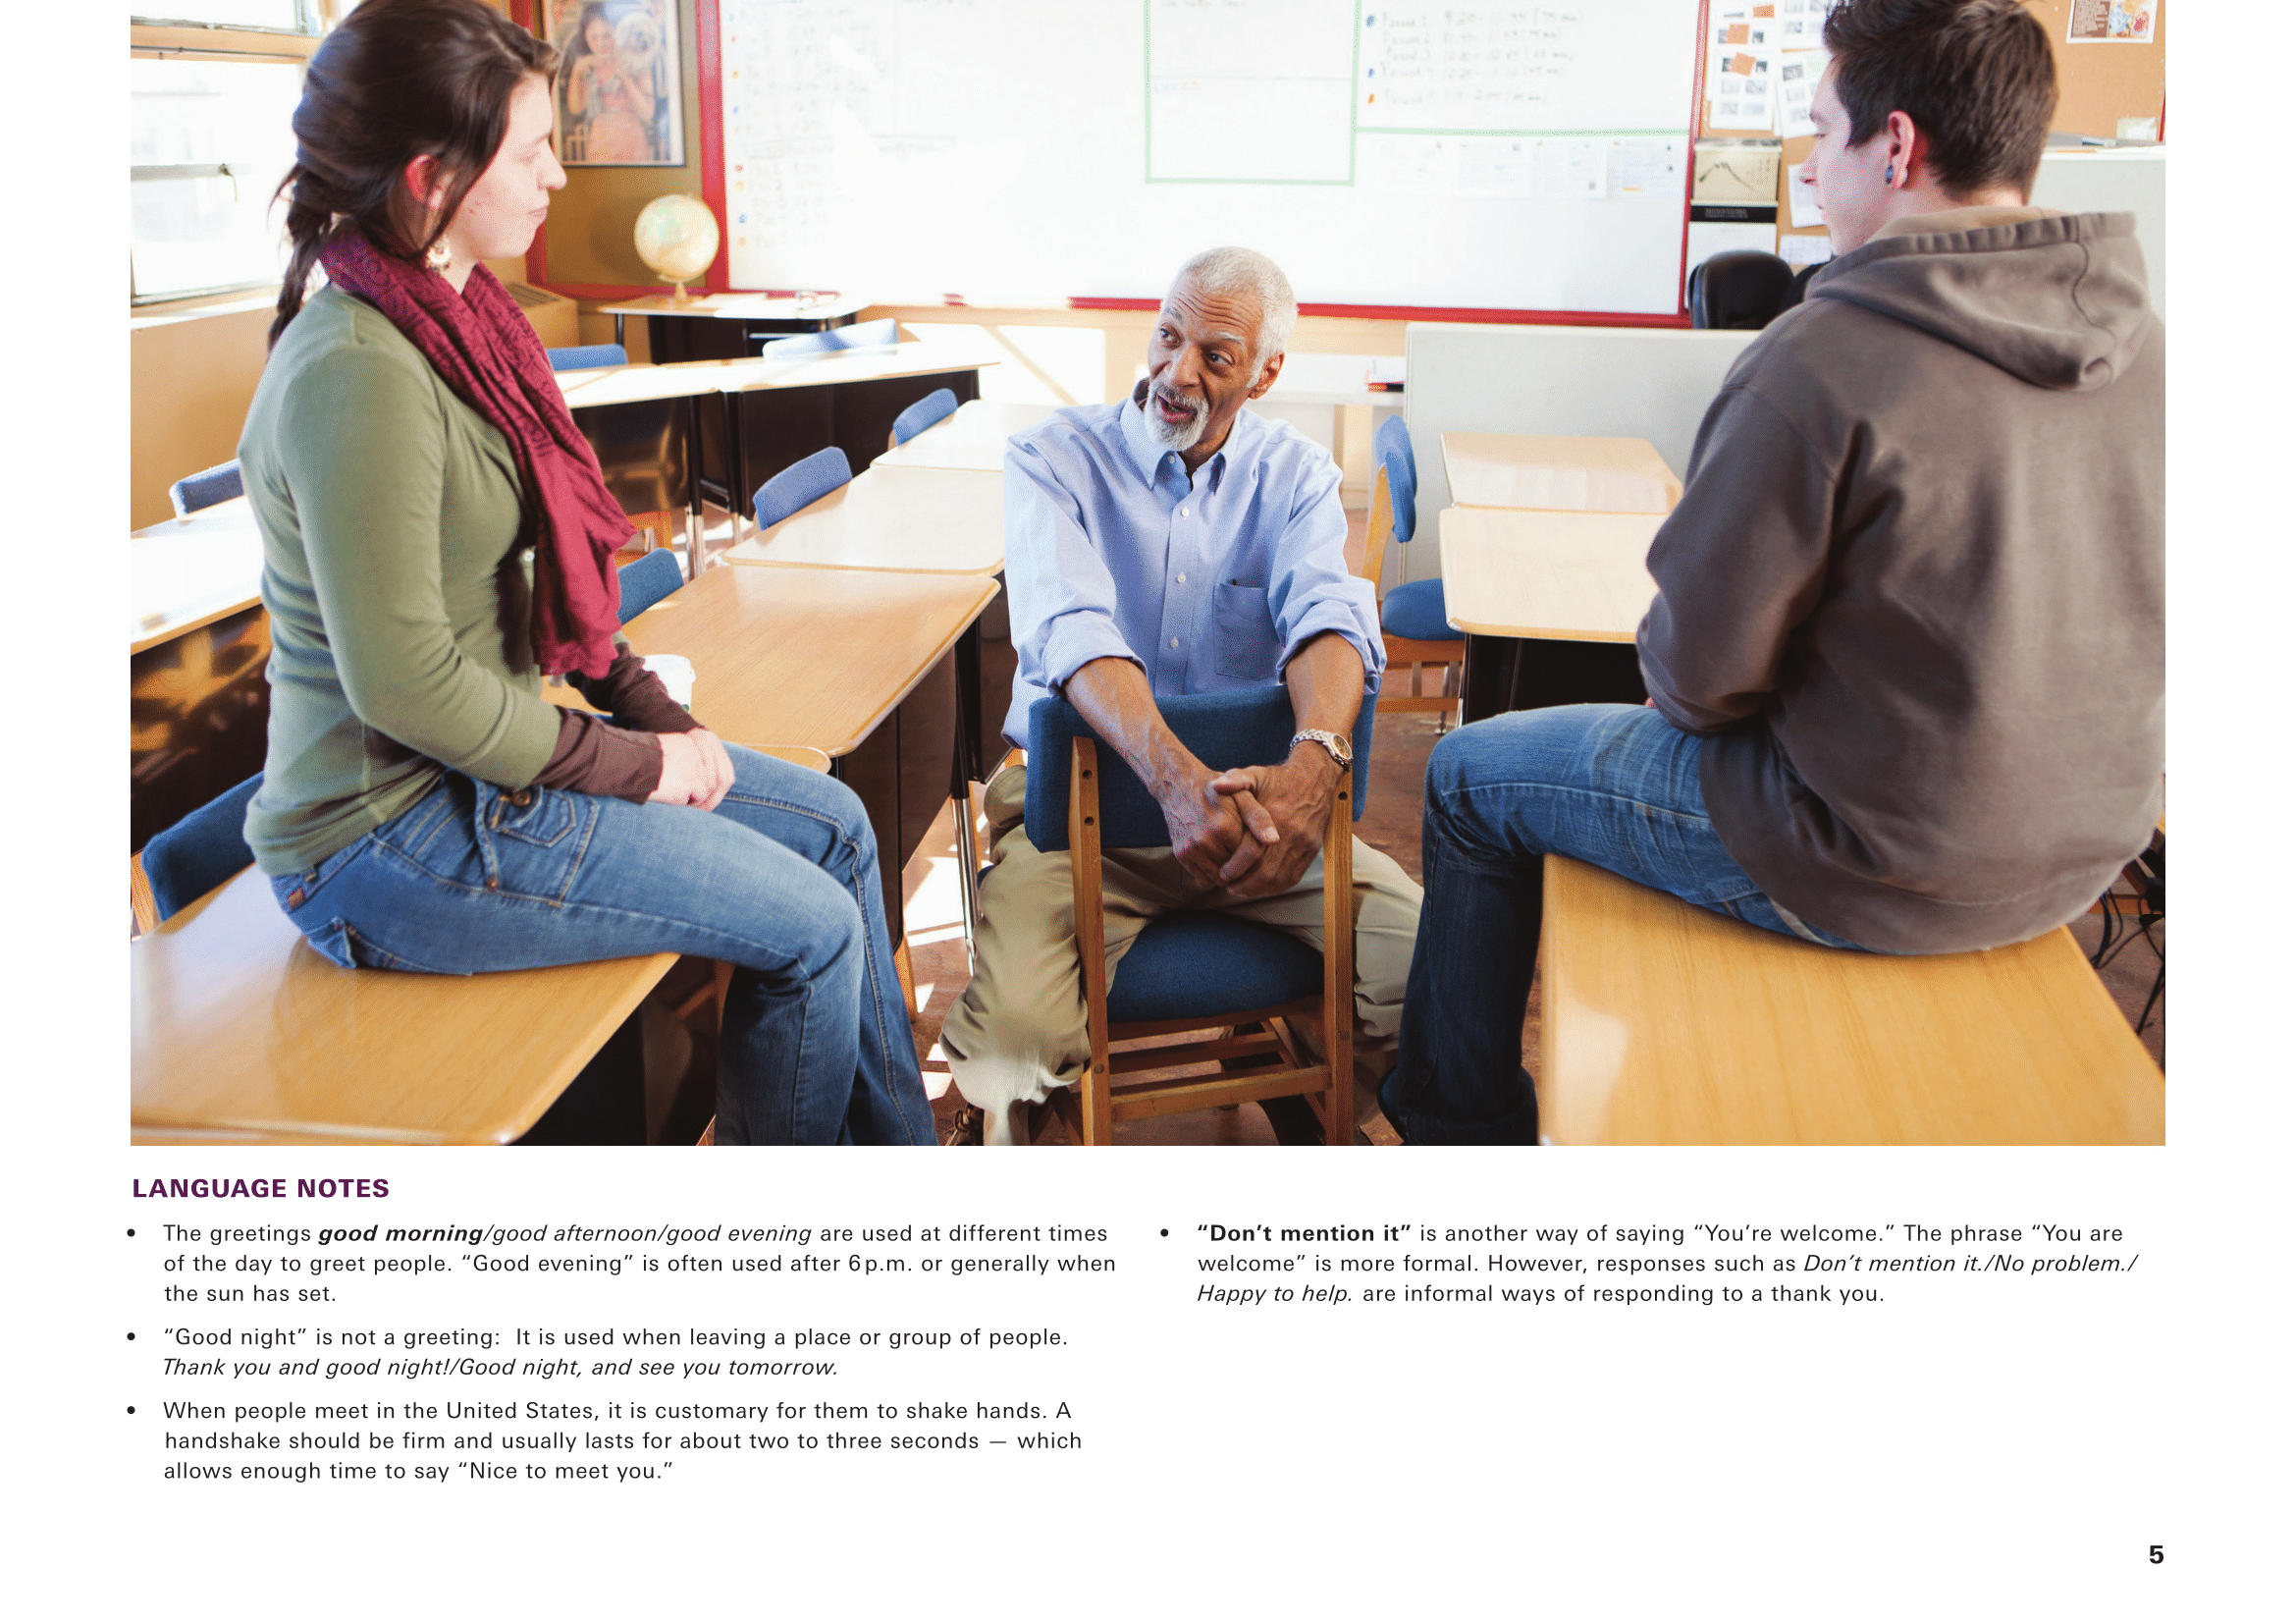 LANGUAGE NOTES
• The greetings good morning/good afternoon/good evening are used at different times
of the day to greet people. “Good evening” is often used after 6 p.m. or generally when
the sun has set.
• “Good night” is not a greeting:  It is used when leaving a place or group of people.
Thank you and good night!/Good night, and see you tomorrow.
• When people meet in the United States, it is customary for them to shake hands. A
handshake should be firm and usually lasts for about two to three seconds — which
allows enough time to say “Nice to meet you.”
• “Don’t mention it” is another way of saying “You’re welcome.” The phrase “You are
welcome” is more formal. However, responses such as Don’t mention it./No problem./
Happy to help. are informal ways of responding to a thank you.
5